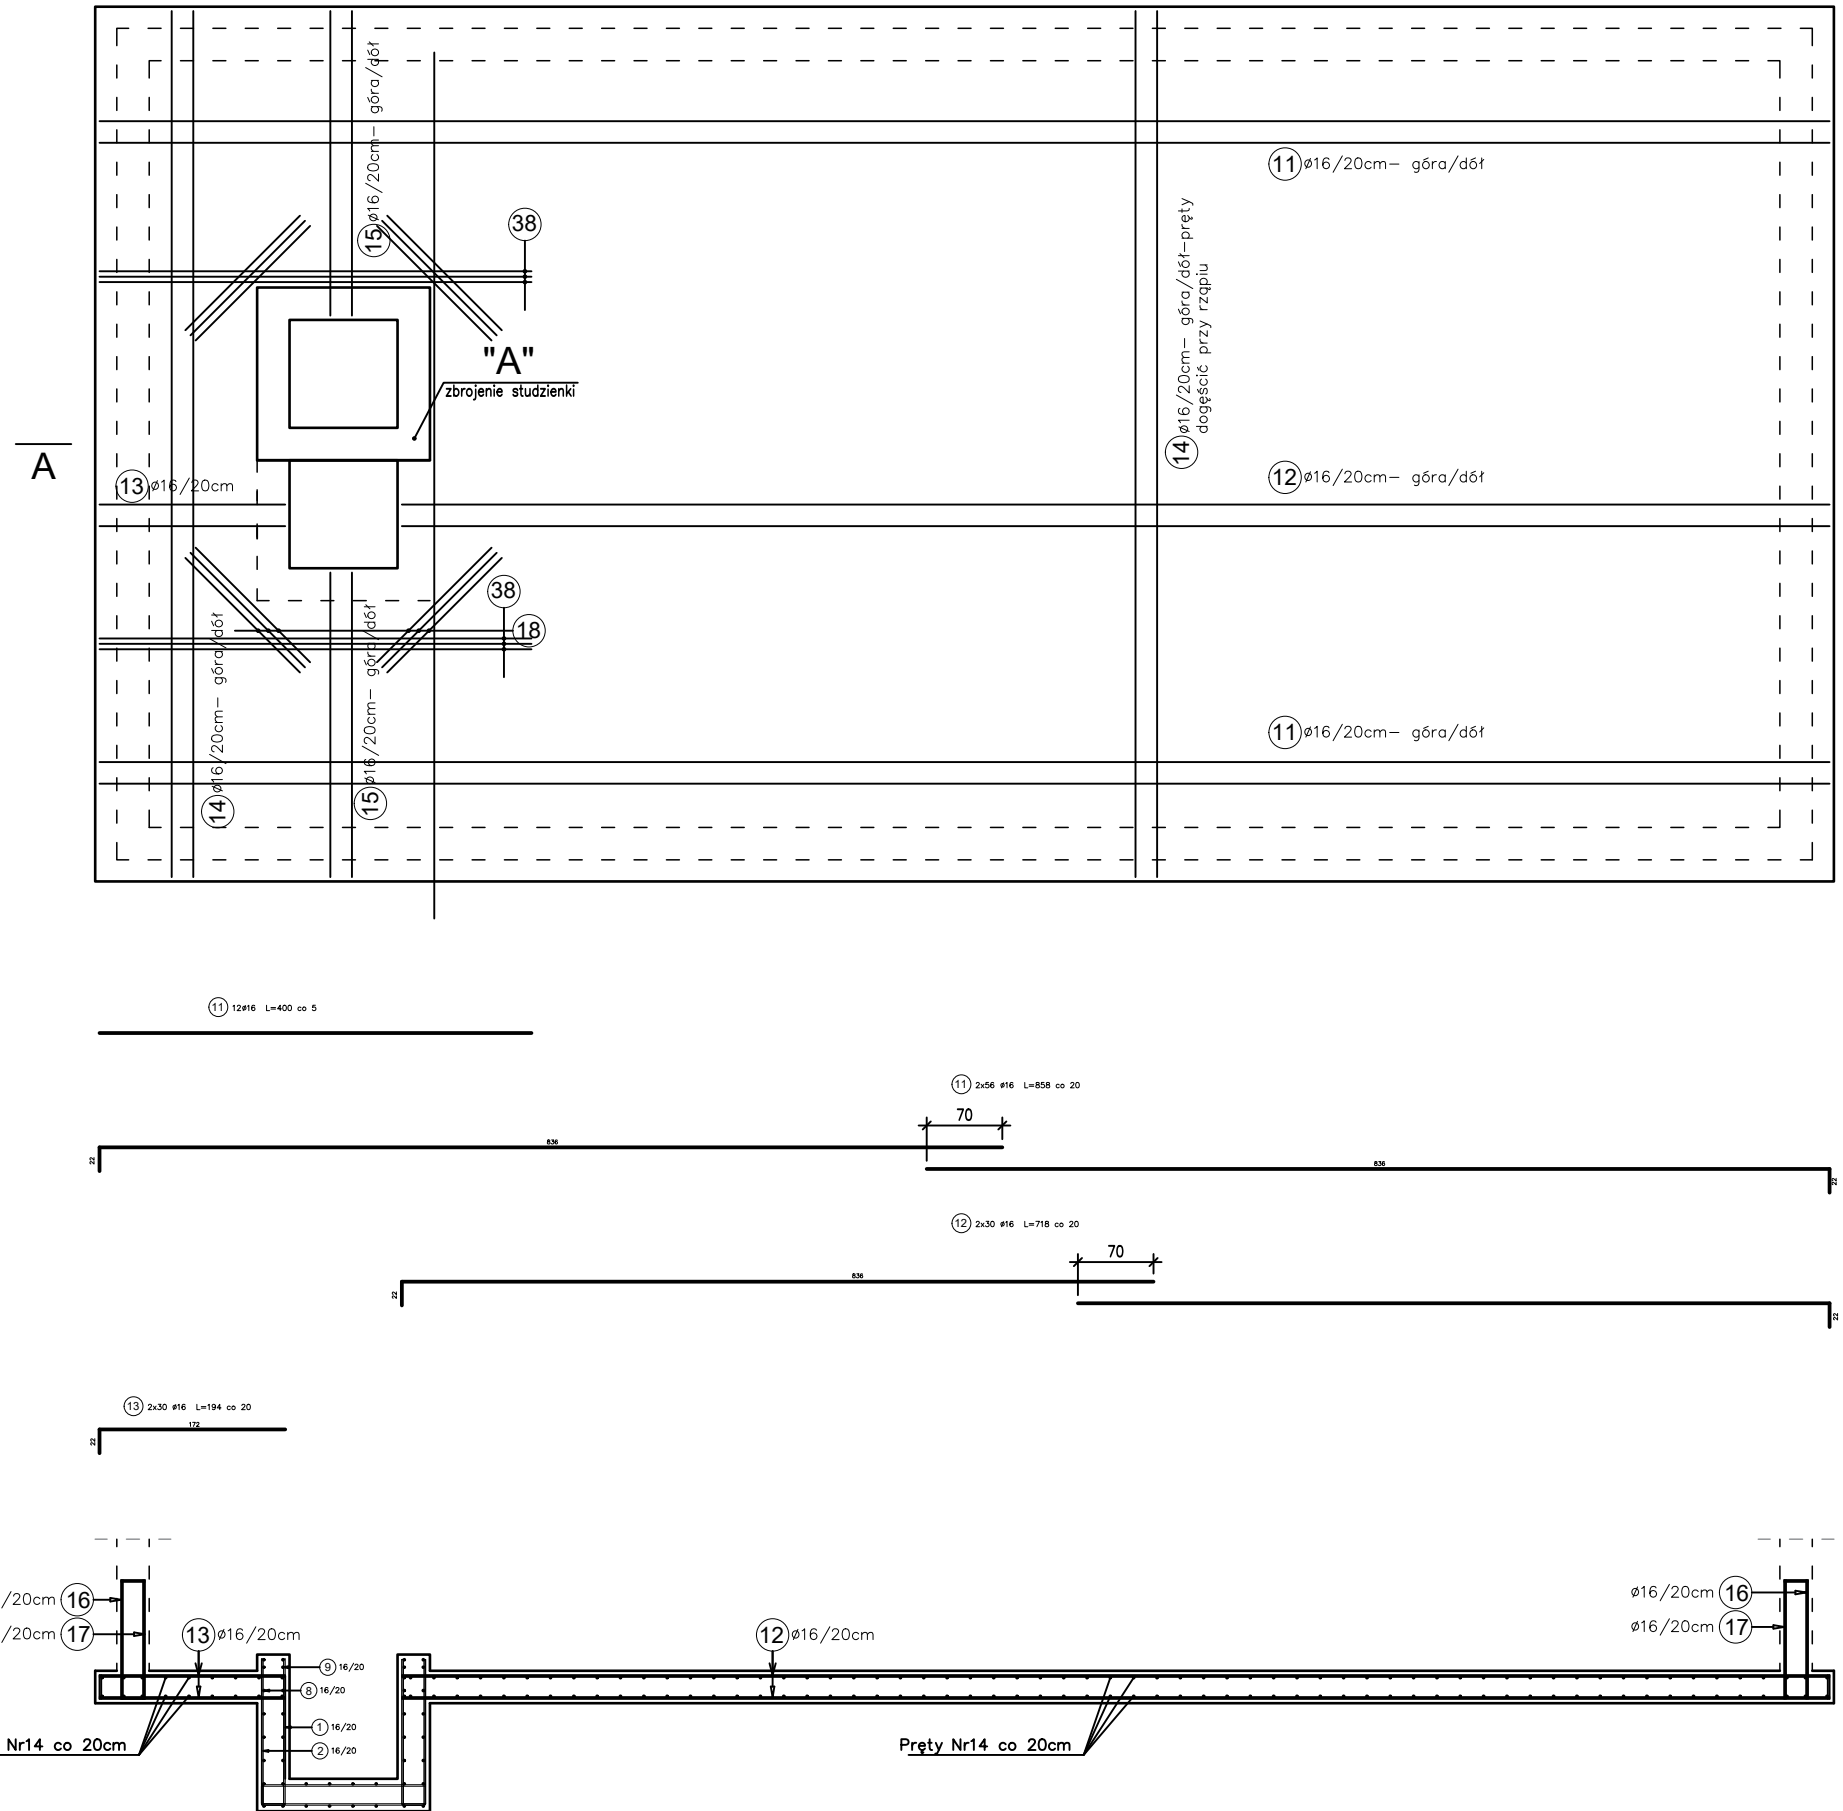 15 ø16/20cm– góra/dół
11 ø16/20cm– góra/dół
38
14 ø16/20cm– góra/dół–pręty
dogęścić przy rząpiu
"A"
zbrojenie studzienki
A
13 ø16/20cm
12 ø16/20cm– góra/dół
38
18
14 ø16/20cm– góra/dół
15 ø16/20cm– góra/dół
11 ø16/20cm– góra/dół
11 12ø16 L=400 co 5
11 2x56 ø16 L=858 co 20
70
836
22
836
22
12 2x30 ø16 L=718 co 20
70
836
22
22
13 2x30 ø16 L=194 co 20
172
22
/20cm 16
/20cm 17
13 ø16/20cm
12 ø16/20cm
ø16/20cm 16
ø16/20cm 17
9 16/20
8 16/20
1 16/20
2 16/20
Nr14 co 20cm
Pręty Nr14 co 20cm